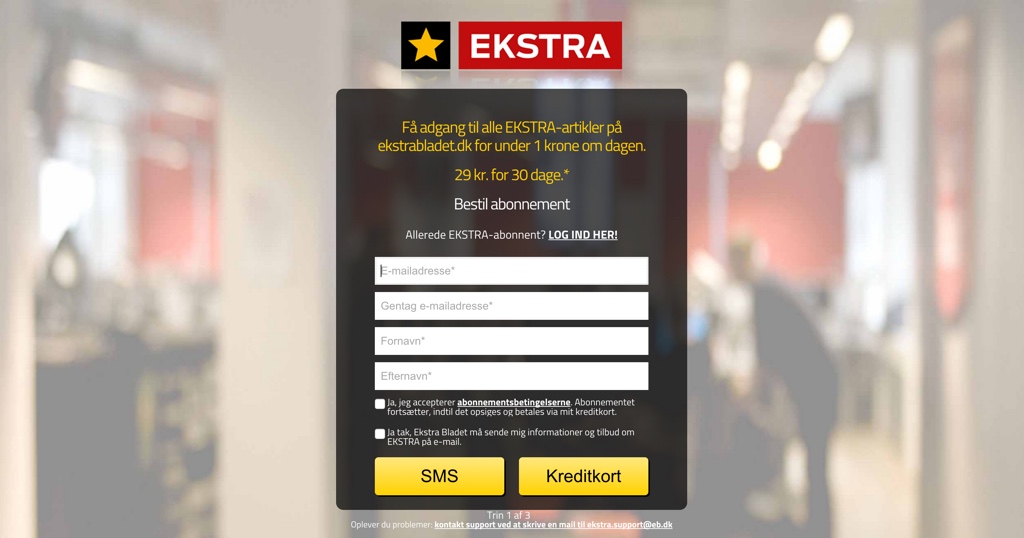 EKSTRA
Få adgang til alle EKSTRA-artikler på
ekstrabladet.dk for under 1 krone om dagen.
29 kr. for 30 dage.*
Bestil abonnement
Allerede EKSTRA-abonnent? LOG IND HER!
E-mailadresse*
Gentag e-mailadresse*
Fornavn*
Efternavn*
Ja, jeg accepterer abonnementsbetingelserne. Abonnementet
fortsætter, indtil det opsiges og betales via mit kreditkort.
Ja tak, Ekstra Bladet må sende mig informationer og tilbud om
EKSTRA på e-mail.
SMS
Kreditkort
Trin 1 af 3
Oplever du problemer: kontakt support ved at skrive en mail til ekstra.support@eb.dk